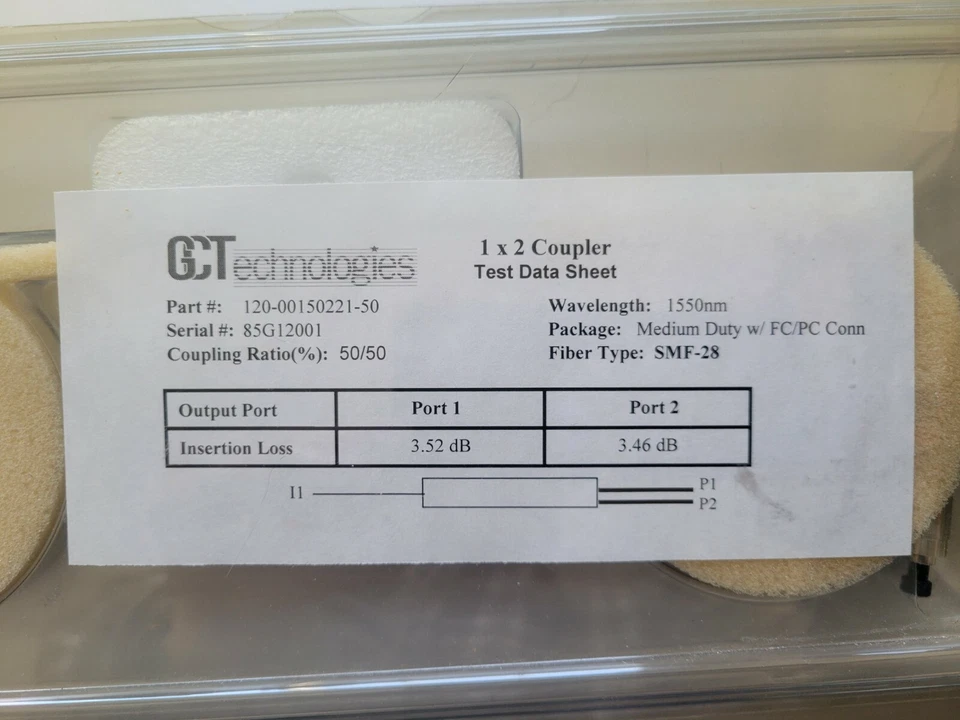 GCTechnologies
1 x 2 Coupler
Test Data Sheet
Part #: 120-00150221-50
Serial #: 85G12001
Coupling Ratio(%): 50/50
Wavelength: 1550nm
Package: Medium Duty w/ FC/PC Conn
Fiber Type: SMF-28
Output Port Port 1 Port 2
Insertion Loss 3.52 dB 3.46 dB
I1
P1
P2